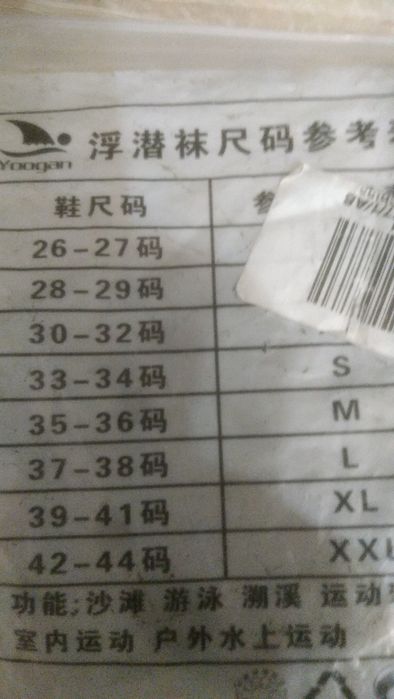 Yoogan
浮潜袜尺码参考
鞋尺码
26-27码
28-29码
30-32码
33-34码 S
35-36码 M
37-38码 L
39-41码 XL
42-44码 XXL
功能:沙滩 游泳 溯溪 运动
室内运动 户外水上运动